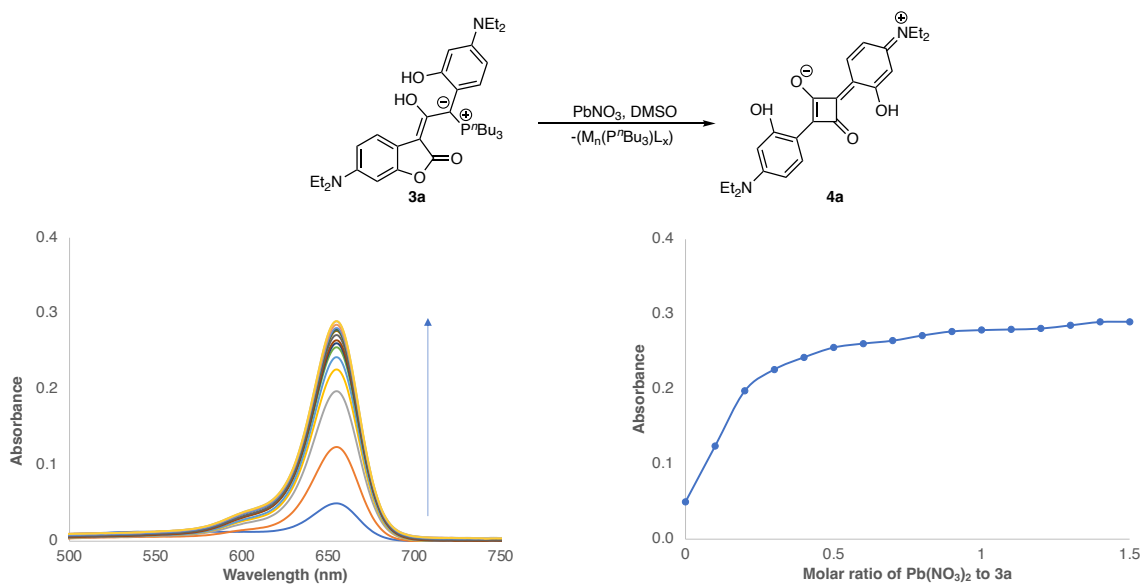 NEt₂
HO
HO
⊖
⊕
PⁿBu₃
O
O
Et₂N
3a
PbNO₃, DMSO
-(Mₙ(PⁿBu₃)Lₓ)
⊕
NEt₂
⊖
O
OH
OH
O
Et₂N
4a
0.4
0.3
0.2
0.1
0
Absorbance
500 550 600 650 700 750
Wavelength (nm)
0.4
0.3
0.2
0.1
0.0
Absorbance
0 0.5 1 1.5
Molar ratio of Pb(NO₃)₂ to 3a